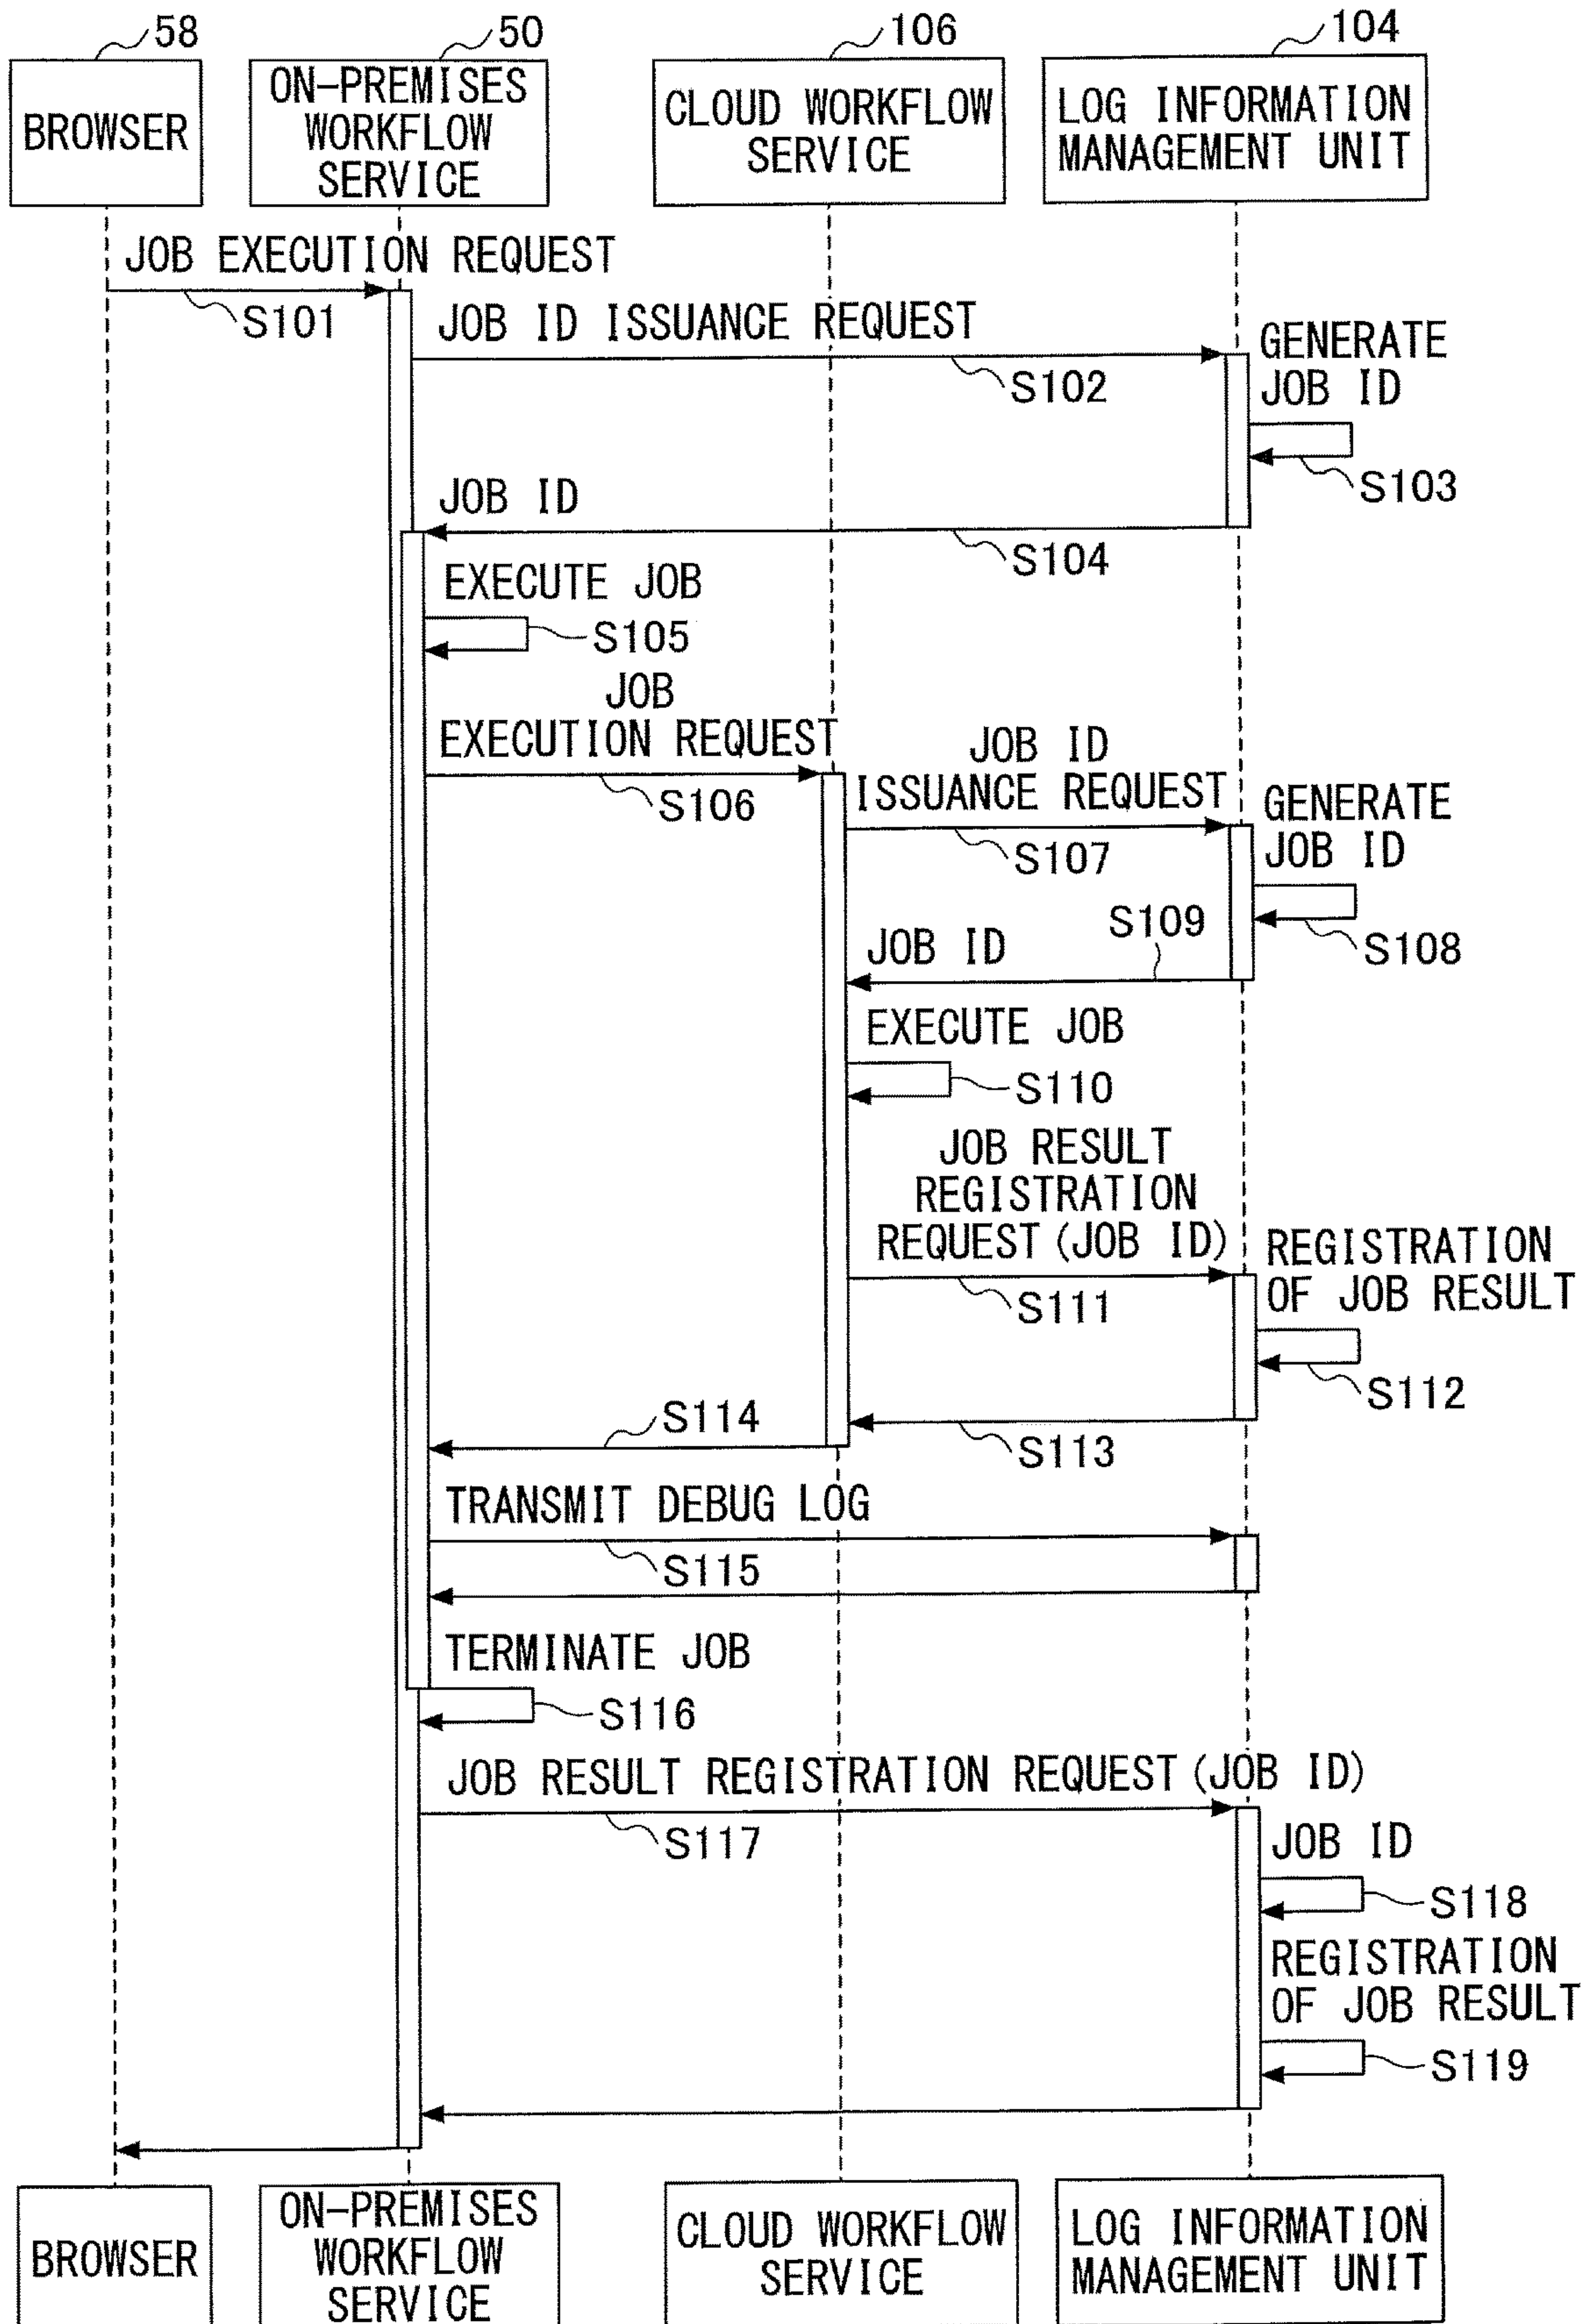 58
50
106
104
BROWSER
ON-PREMISES
WORKFLOW
SERVICE
CLOUD WORKFLOW
SERVICE
LOG INFORMATION
MANAGEMENT UNIT
JOB EXECUTION REQUEST
S101
JOB ID ISSUANCE REQUEST
S102
GENERATE
JOB ID
S103
JOB ID
S104
EXECUTE JOB
S105
JOB
EXECUTION REQUEST
S106
JOB ID
ISSUANCE REQUEST
S107
GENERATE
JOB ID
S108
S109
JOB ID
EXECUTE JOB
S110
JOB RESULT
REGISTRATION
REQUEST (JOB ID)
S111
REGISTRATION
OF JOB RESULT
S112
S113
S114
TRANSMIT DEBUG LOG
S115
TERMINATE JOB
S116
JOB RESULT REGISTRATION REQUEST (JOB ID)
S117
JOB ID
S118
REGISTRATION
OF JOB RESULT
S119
BROWSER
ON-PREMISES
WORKFLOW
SERVICE
CLOUD WORKFLOW
SERVICE
LOG INFORMATION
MANAGEMENT UNIT